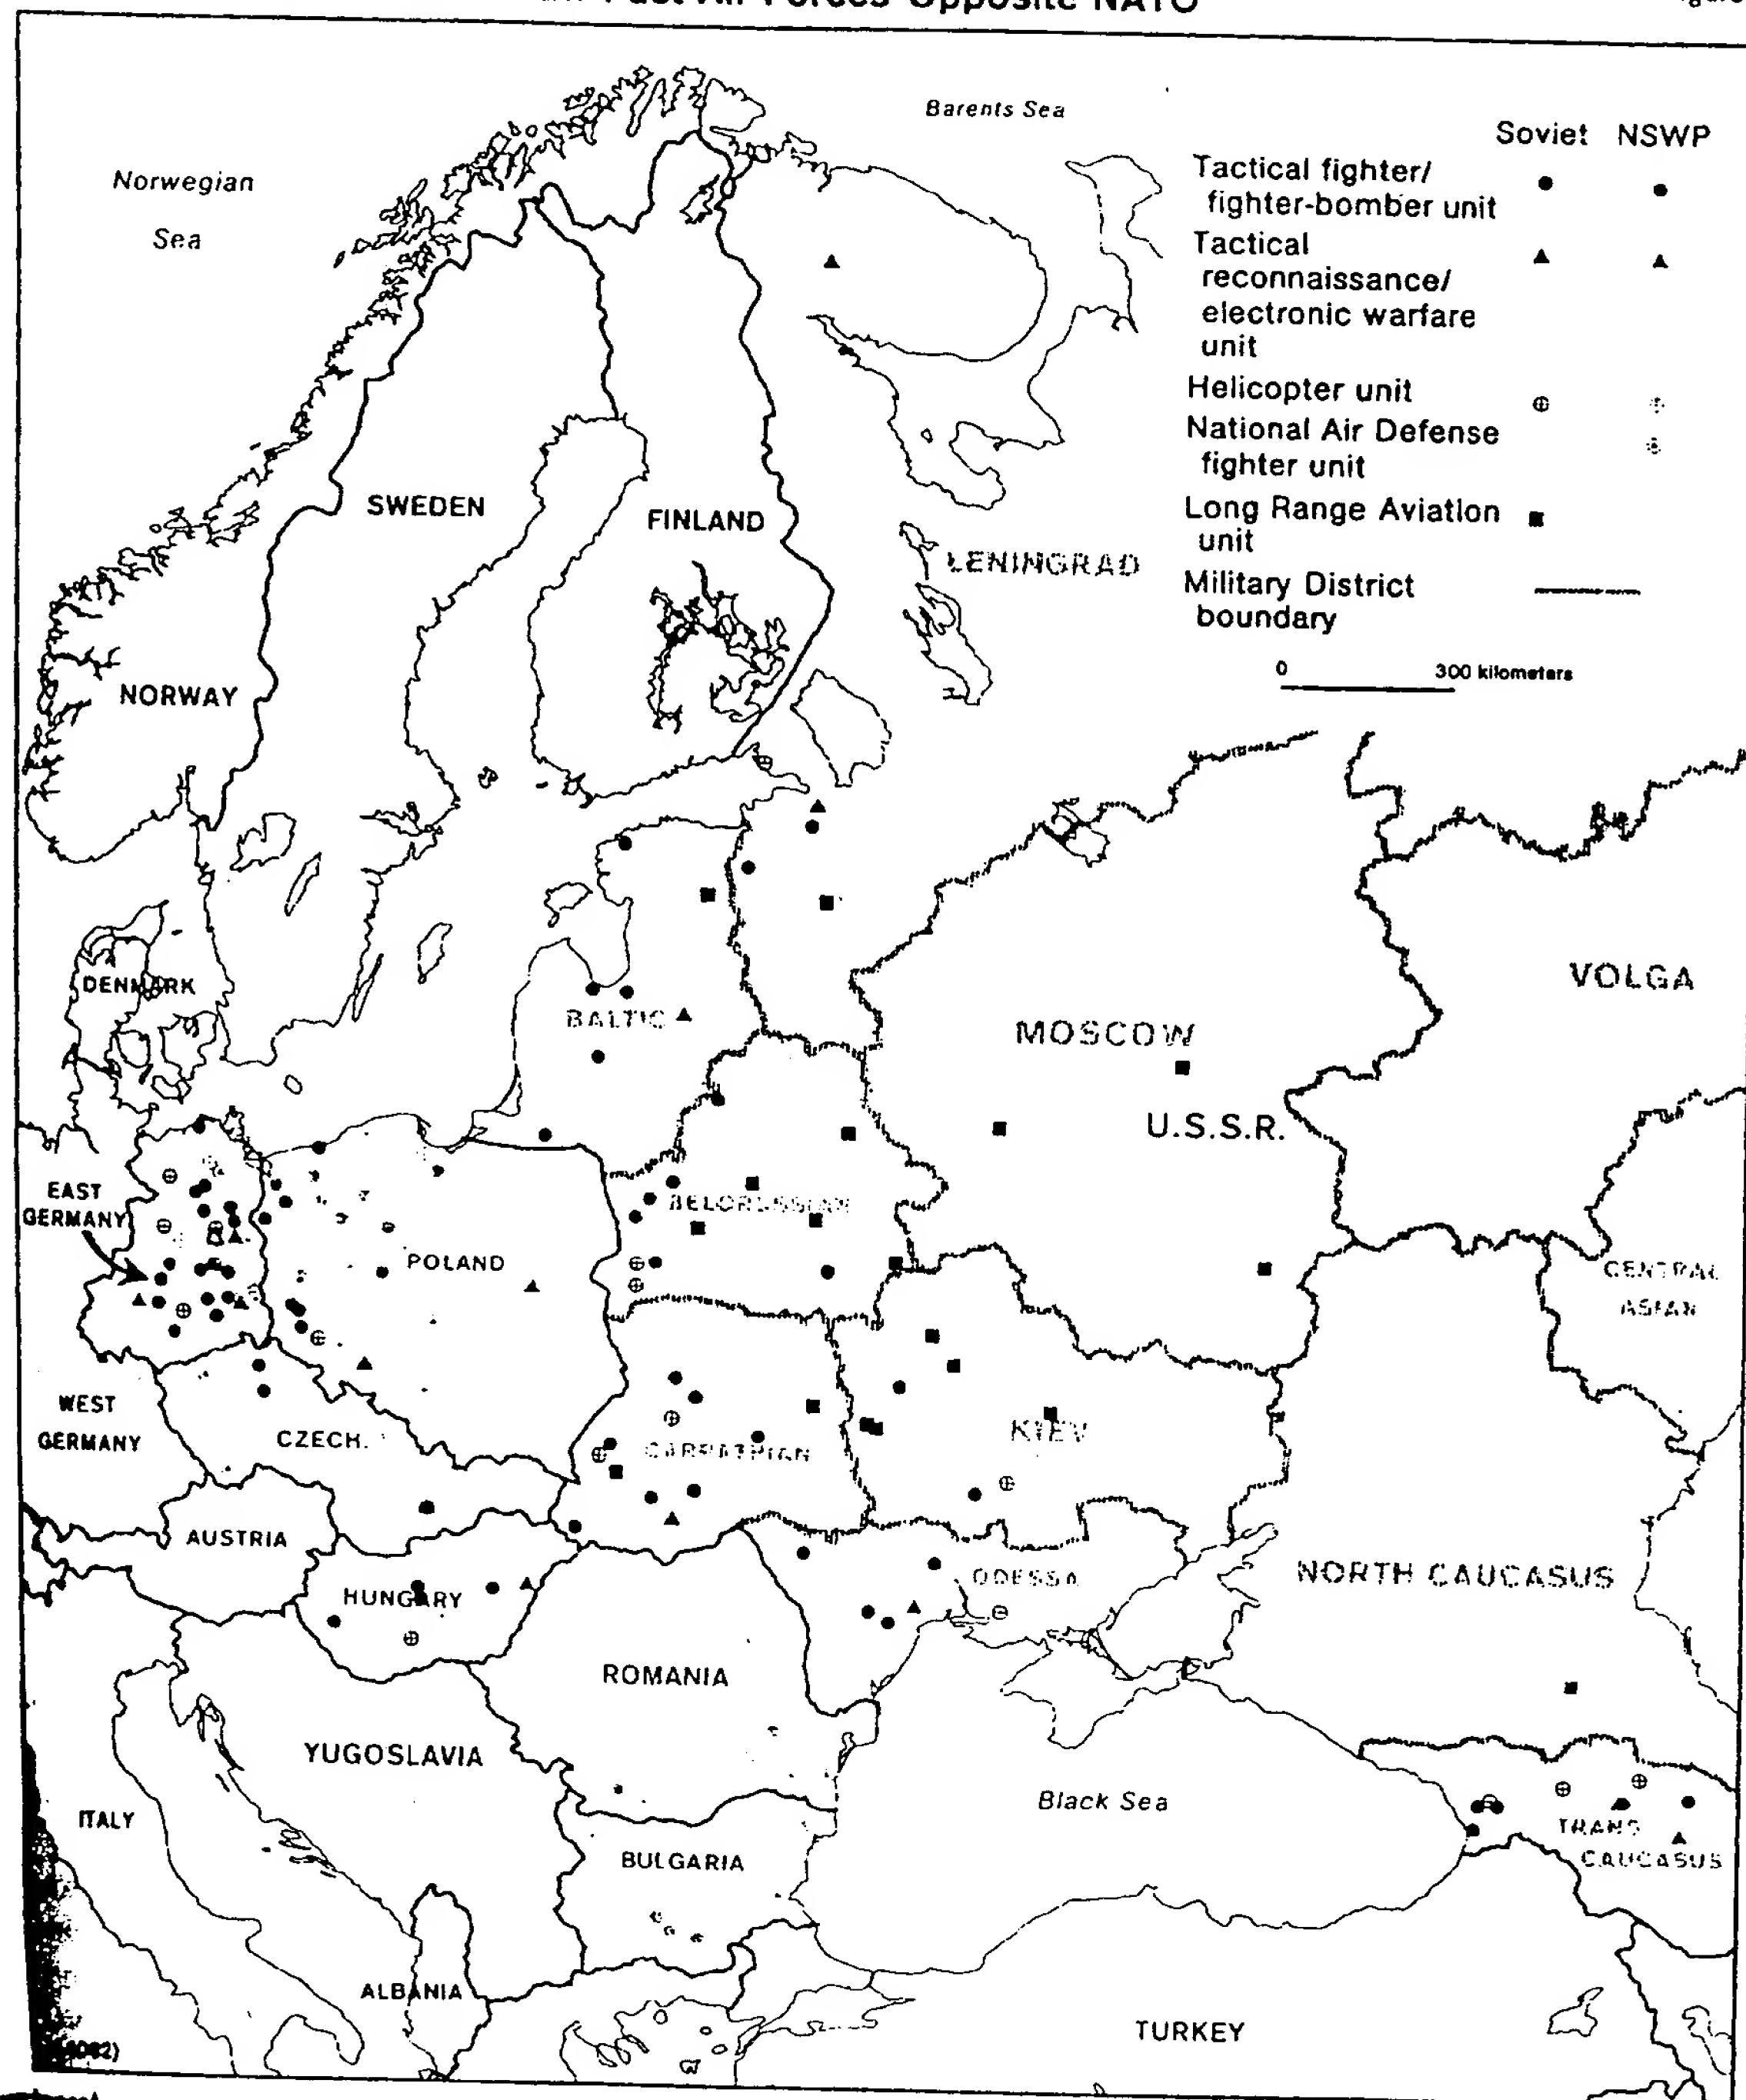 Pact Air Forces Opposite NATO
Barents Sea
Norwegian
Sea
Soviet NSWP
Tactical fighter/
fighter-bomber unit
Tactical
reconnaissance/
electronic warfare
unit
Helicopter unit
National Air Defense
fighter unit
Long Range Aviation
unit
Military District
boundary
0 300 kilometers
SWEDEN
FINLAND
LENINGRAD
NORWAY
DENMARK
BALTIC
MOSCOW
VOLGA
U.S.S.R.
EAST
GERMANY
POLAND
BELORUSSIAN
CENTRAL
ASIAN
WEST
GERMANY
CZECH.
CARPATHIAN
KIEV
AUSTRIA
HUNGARY
ODESSA
NORTH CAUCASUS
ROMANIA
YUGOSLAVIA
Black Sea
ITALY
TRANS
CAUCASUS
BULGARIA
ALBANIA
TURKEY